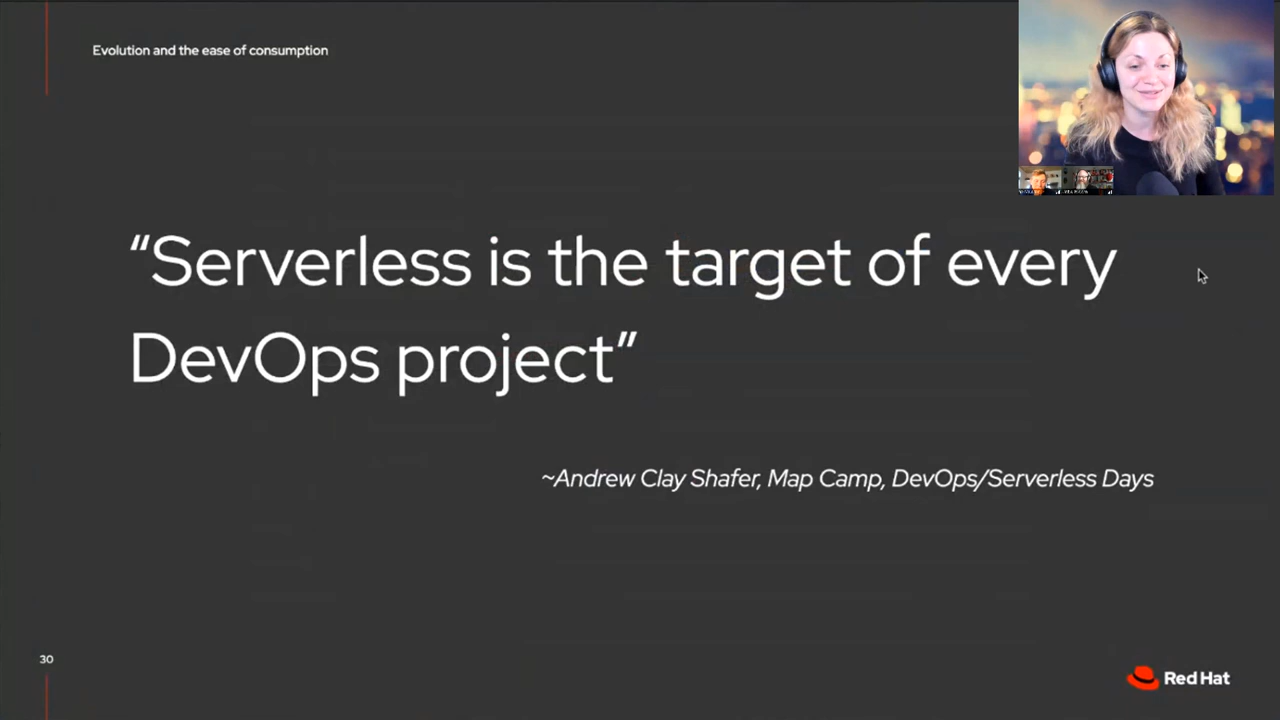 Evolution and the ease of consumption
“Serverless is the target of every
DevOps project”
~Andrew Clay Shafer, Map Camp, DevOps/Serverless Days
30
Red Hat